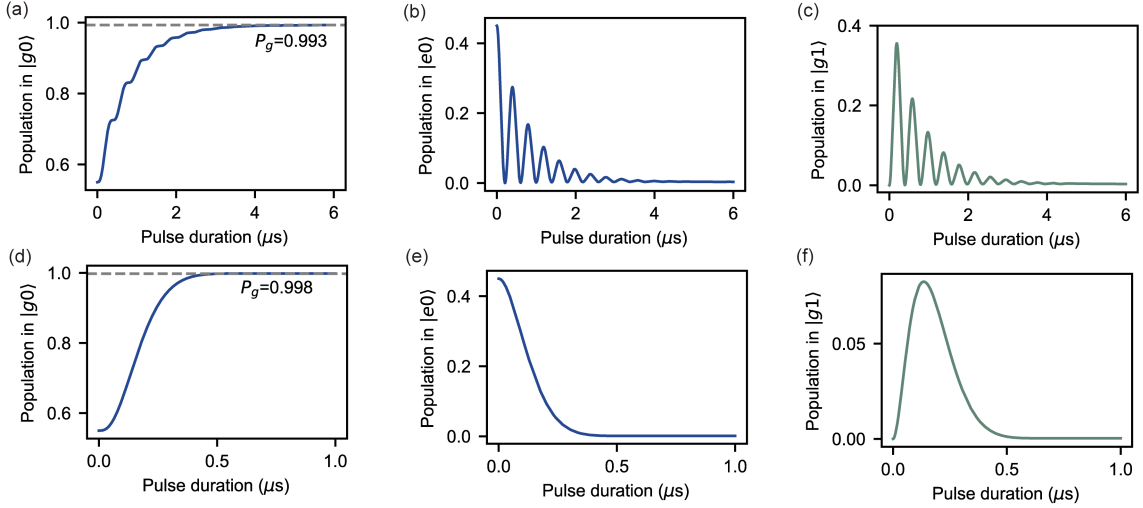 (a)
1.0
0.8
0.6
Population in |g0⟩
P_g=0.993
0
2
4
6
Pulse duration (μs)
(b)
0.4
0.2
0.0
Population in |e0⟩
0
2
4
6
Pulse duration (μs)
(c)
0.4
0.2
0.0
Population in |g1⟩
0
2
4
6
Pulse duration (μs)
(d)
1.0
0.8
0.6
Population in |g0⟩
P_g=0.998
0.0
0.5
1.0
Pulse duration (μs)
(e)
0.4
0.2
0.0
Population in |e0⟩
0.0
0.5
1.0
Pulse duration (μs)
(f)
0.05
0.00
Population in |g1⟩
0.0
0.5
1.0
Pulse duration (μs)